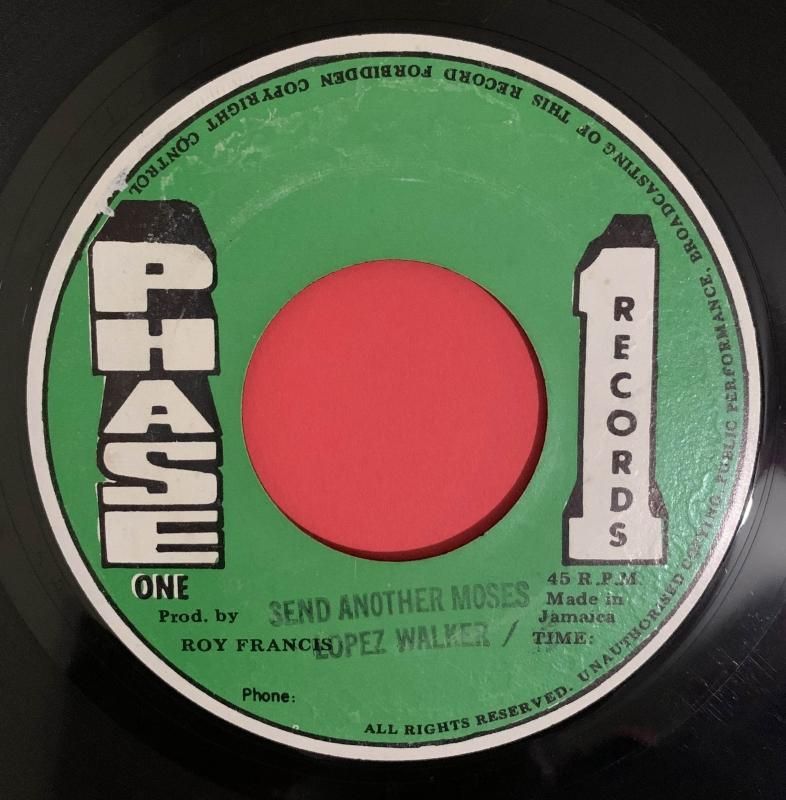 PHASE
ONE
1
RECORDS
Prod. by
ROY FRANCIS
Phone:
SEND ANOTHER MOSES
LOPEZ WALKER /
45 R.P.M.
Made in
Jamaica
TIME:
ALL RIGHTS RESERVED. UNAUTHORISED COPYING, PUBLIC PERFORMANCE, BROADCASTING OF THIS RECORD FORBIDDEN COPYRIGHT CONTROL